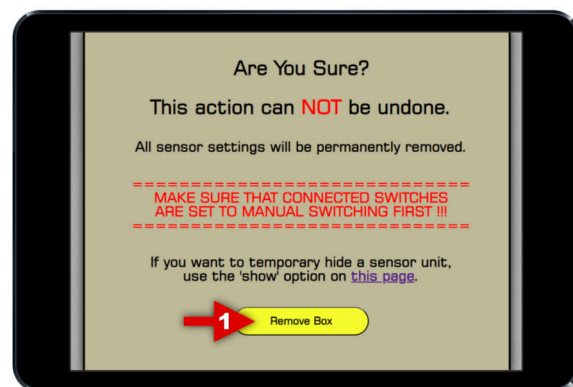 Are You Sure?
This action can NOT be undone.
All sensor settings will be permanently removed.
==============================
MAKE SURE THAT CONNECTED SWITCHES
ARE SET TO MANUAL SWITCHING FIRST !!!
==============================
If you want to temporary hide a sensor unit,
use the 'show' option on this page.
1
Remove Box